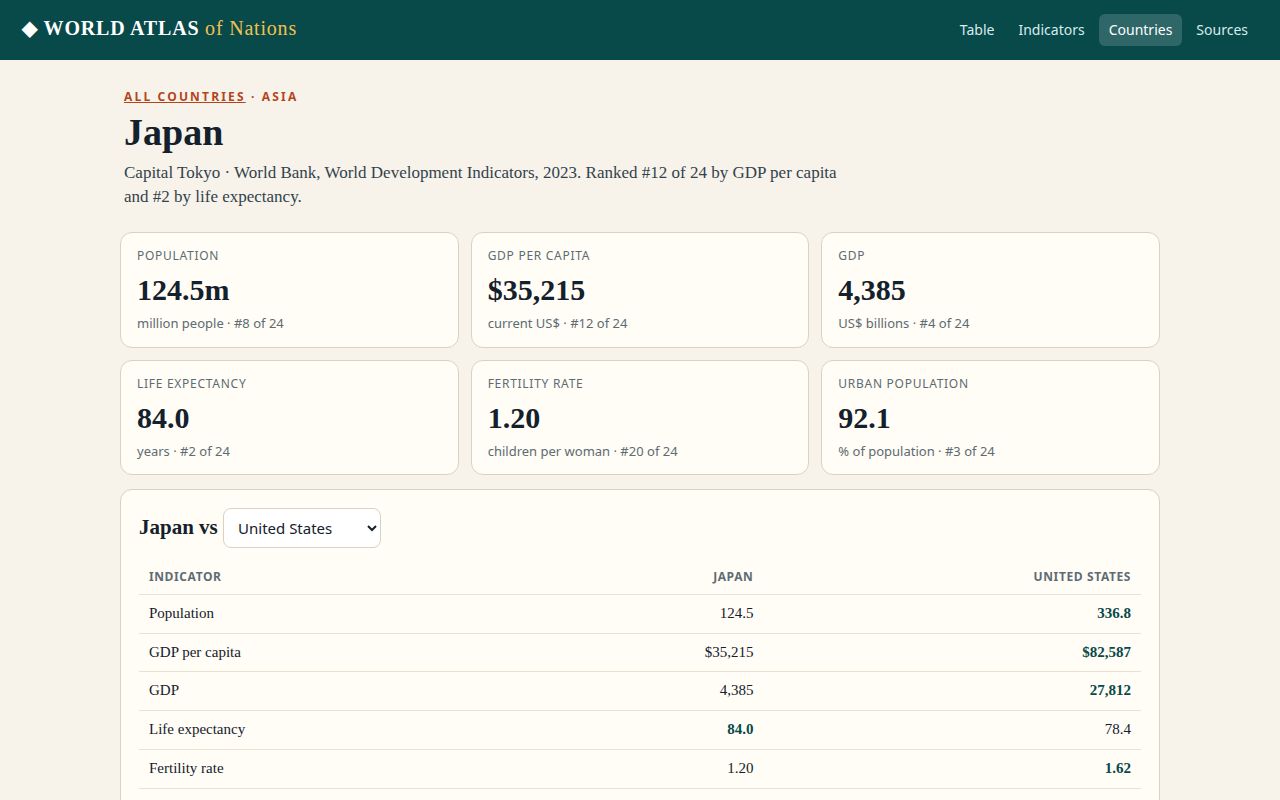 ◆ WORLD ATLAS of Nations
Table Indicators Countries Sources
ALL COUNTRIES · ASIA
Japan
Capital Tokyo · World Bank, World Development Indicators, 2023. Ranked #12 of 24 by GDP per capita
and #2 by life expectancy.
POPULATION
124.5m
million people · #8 of 24
GDP PER CAPITA
$35,215
current US$ · #12 of 24
GDP
4,385
US$ billions · #4 of 24
LIFE EXPECTANCY
84.0
years · #2 of 24
FERTILITY RATE
1.20
children per woman · #20 of 24
URBAN POPULATION
92.1
% of population · #3 of 24
Japan vs United States
INDICATOR JAPAN UNITED STATES
Population 124.5 336.8
GDP per capita $35,215 $82,587
GDP 4,385 27,812
Life expectancy 84.0 78.4
Fertility rate 1.20 1.62